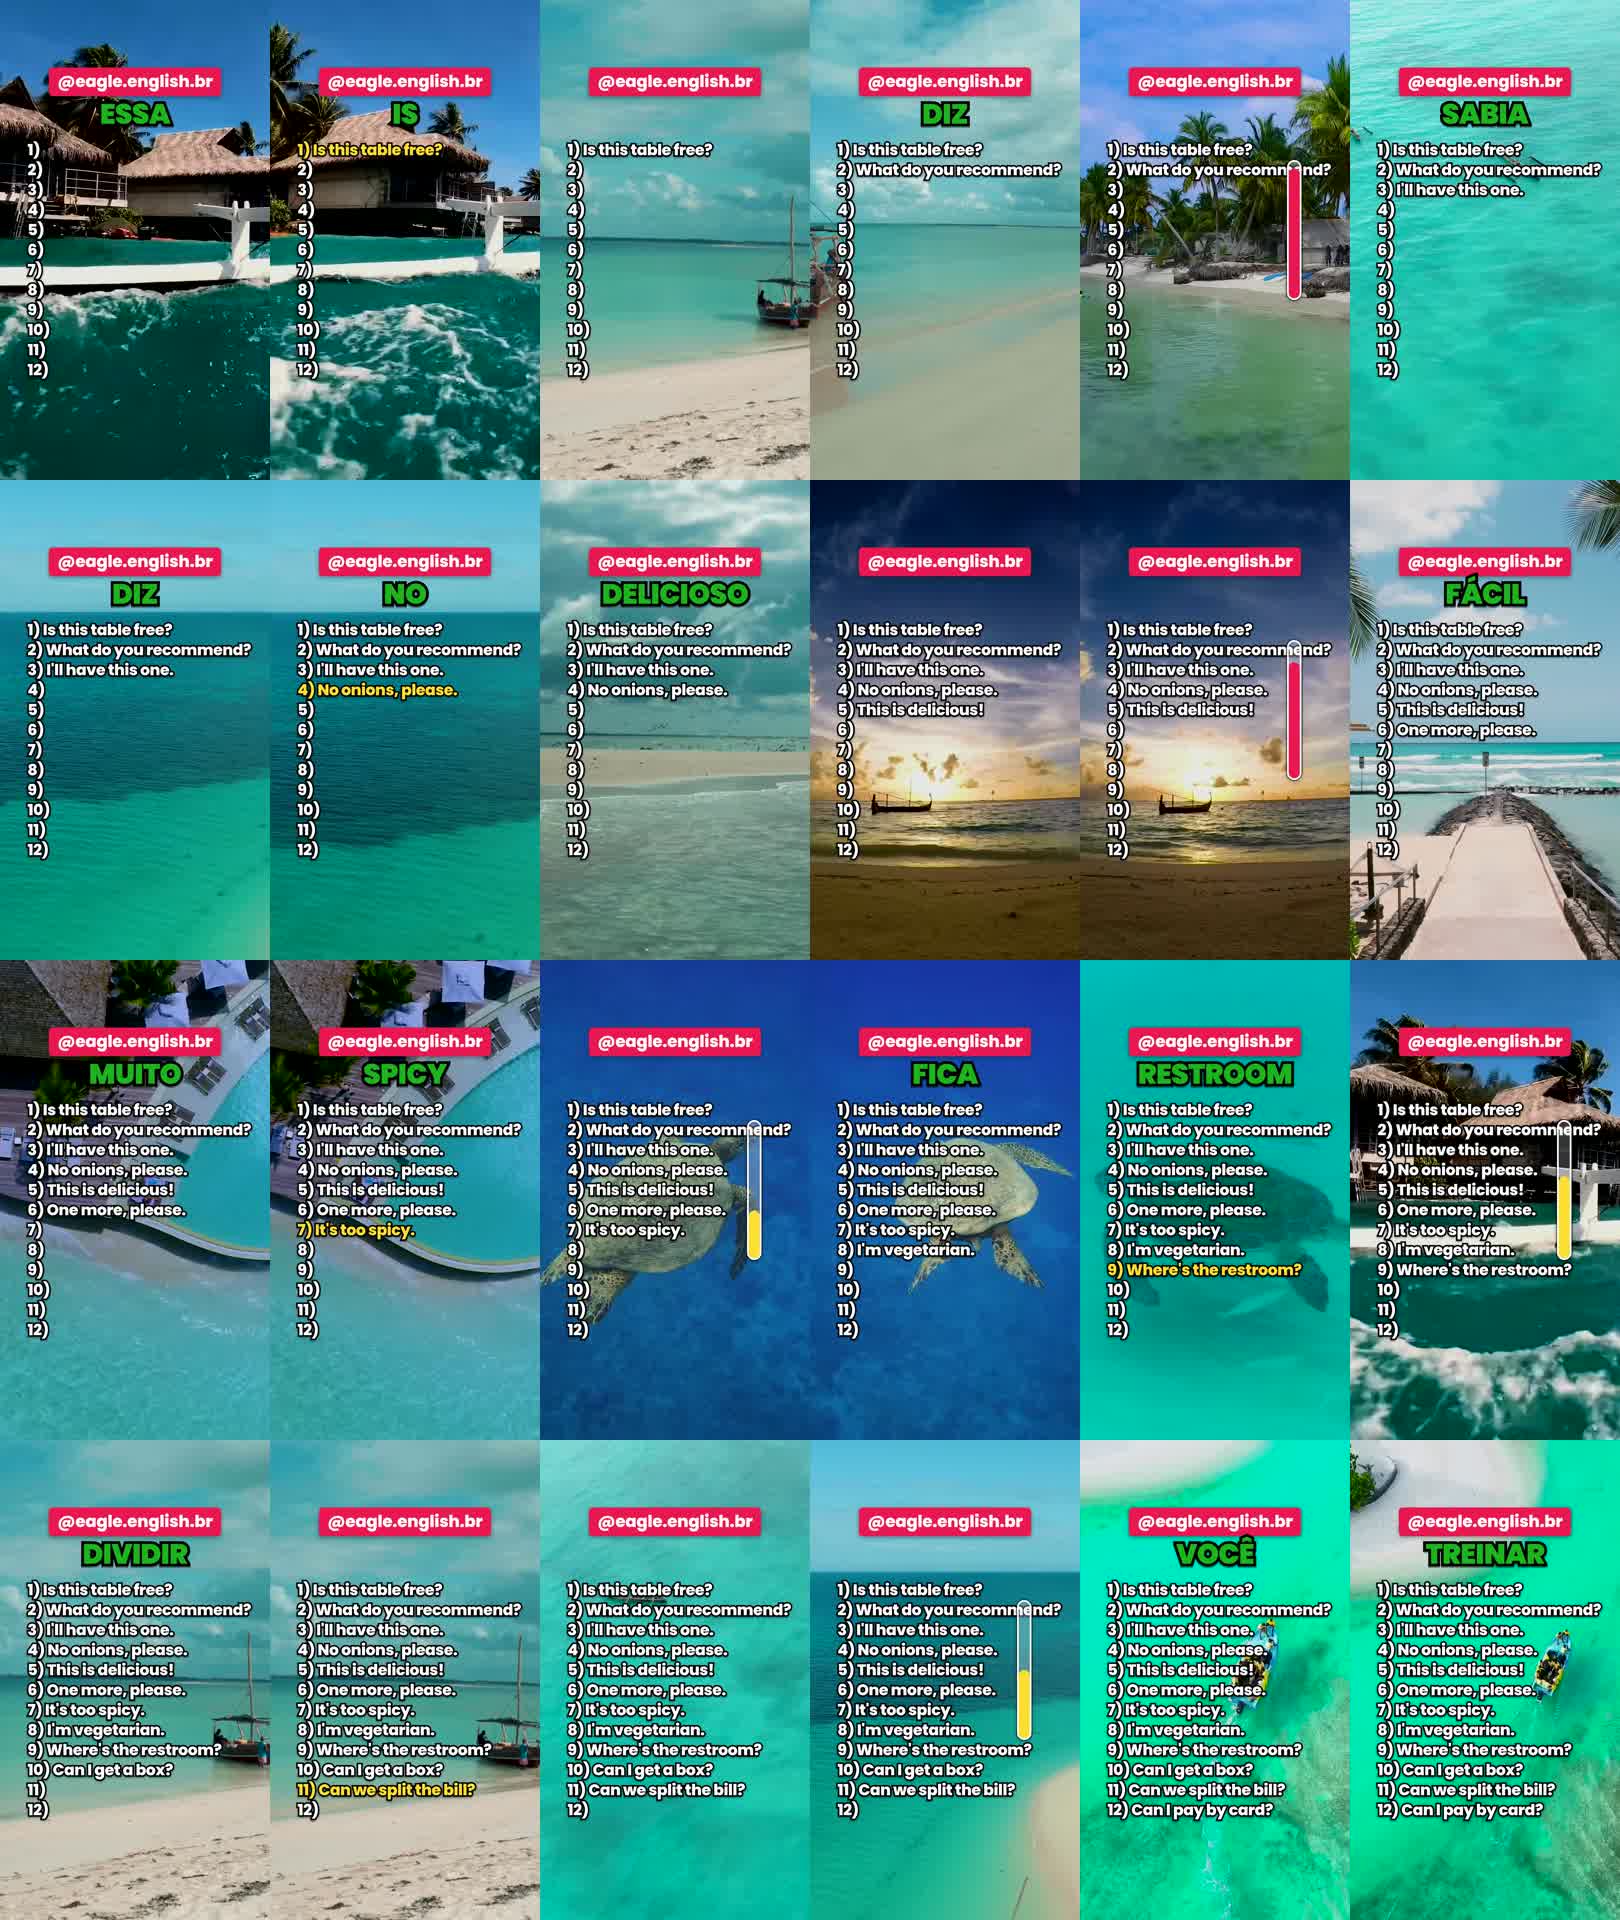 @eagle.english.br
ESSA
1)
2)
3)
4)
5)
6)
7)
8)
9)
10)
11)
12)
@eagle.english.br
IS
1) Is this table free?
2)
3)
4)
5)
6)
7)
8)
9)
10)
11)
12)
@eagle.english.br
1) Is this table free?
2)
3)
4)
5)
6)
7)
8)
9)
10)
11)
12)
@eagle.english.br
DIZ
1) Is this table free?
2) What do you recommend?
3)
4)
5)
6)
7)
8)
9)
10)
11)
12)
@eagle.english.br
1) Is this table free?
2) What do you recommend?
3)
4)
5)
6)
7)
8)
9)
10)
11)
12)
@eagle.english.br
SABIA
1) Is this table free?
2) What do you recommend?
3) I'll have this one.
4)
5)
6)
7)
8)
9)
10)
11)
12)
@eagle.english.br
DIZ
1) Is this table free?
2) What do you recommend?
3) I'll have this one.
4)
5)
6)
7)
8)
9)
10)
11)
12)
@eagle.english.br
NO
1) Is this table free?
2) What do you recommend?
3) I'll have this one.
4) No onions, please.
5)
6)
7)
8)
9)
10)
11)
12)
@eagle.english.br
DELICIOSO
1) Is this table free?
2) What do you recommend?
3) I'll have this one.
4) No onions, please.
5)
6)
7)
8)
9)
10)
11)
12)
@eagle.english.br
1) Is this table free?
2) What do you recommend?
3) I'll have this one.
4) No onions, please.
5) This is delicious!
6)
7)
8)
9)
10)
11)
12)
@eagle.english.br
1) Is this table free?
2) What do you recommend?
3) I'll have this one.
4) No onions, please.
5) This is delicious!
6)
7)
8)
9)
10)
11)
12)
@eagle.english.br
FÁCIL
1) Is this table free?
2) What do you recommend?
3) I'll have this one.
4) No onions, please.
5) This is delicious!
6) One more, please.
7)
8)
9)
10)
11)
12)
@eagle.english.br
MUITO
1) Is this table free?
2) What do you recommend?
3) I'll have this one.
4) No onions, please.
5) This is delicious!
6) One more, please.
7)
8)
9)
10)
11)
12)
@eagle.english.br
SPICY
1) Is this table free?
2) What do you recommend?
3) I'll have this one.
4) No onions, please.
5) This is delicious!
6) One more, please.
7) It's too spicy.
8)
9)
10)
11)
12)
@eagle.english.br
1) Is this table free?
2) What do you recommend?
3) I'll have this one.
4) No onions, please.
5) This is delicious!
6) One more, please.
7) It's too spicy.
8)
9)
10)
11)
12)
@eagle.english.br
FICA
1) Is this table free?
2) What do you recommend?
3) I'll have this one.
4) No onions, please.
5) This is delicious!
6) One more, please.
7) It's too spicy.
8) I'm vegetarian.
9)
10)
11)
12)
@eagle.english.br
RESTROOM
1) Is this table free?
2) What do you recommend?
3) I'll have this one.
4) No onions, please.
5) This is delicious!
6) One more, please.
7) It's too spicy.
8) I'm vegetarian.
9) Where's the restroom?
10)
11)
12)
@eagle.english.br
1) Is this table free?
2) What do you recommend?
3) I'll have this one.
4) No onions, please.
5) This is delicious!
6) One more, please.
7) It's too spicy.
8) I'm vegetarian.
9) Where's the restroom?
10)
11)
12)
@eagle.english.br
DIVIDIR
1) Is this table free?
2) What do you recommend?
3) I'll have this one.
4) No onions, please.
5) This is delicious!
6) One more, please.
7) It's too spicy.
8) I'm vegetarian.
9) Where's the restroom?
10) Can I get a box?
11)
12)
@eagle.english.br
1) Is this table free?
2) What do you recommend?
3) I'll have this one.
4) No onions, please.
5) This is delicious!
6) One more, please.
7) It's too spicy.
8) I'm vegetarian.
9) Where's the restroom?
10) Can I get a box?
11) Can we split the bill?
12)
@eagle.english.br
1) Is this table free?
2) What do you recommend?
3) I'll have this one.
4) No onions, please.
5) This is delicious!
6) One more, please.
7) It's too spicy.
8) I'm vegetarian.
9) Where's the restroom?
10) Can I get a box?
11) Can we split the bill?
12)
@eagle.english.br
1) Is this table free?
2) What do you recommend?
3) I'll have this one.
4) No onions, please.
5) This is delicious!
6) One more, please.
7) It's too spicy.
8) I'm vegetarian.
9) Where's the restroom?
10) Can I get a box?
11) Can we split the bill?
12)
@eagle.english.br
VOCÊ
1) Is this table free?
2) What do you recommend?
3) I'll have this one.
4) No onions, please.
5) This is delicious!
6) One more, please.
7) It's too spicy.
8) I'm vegetarian.
9) Where's the restroom?
10) Can I get a box?
11) Can we split the bill?
12) Can I pay by card?
@eagle.english.br
TREINAR
1) Is this table free?
2) What do you recommend?
3) I'll have this one.
4) No onions, please.
5) This is delicious!
6) One more, please.
7) It's too spicy.
8) I'm vegetarian.
9) Where's the restroom?
10) Can I get a box?
11) Can we split the bill?
12) Can I pay by card?